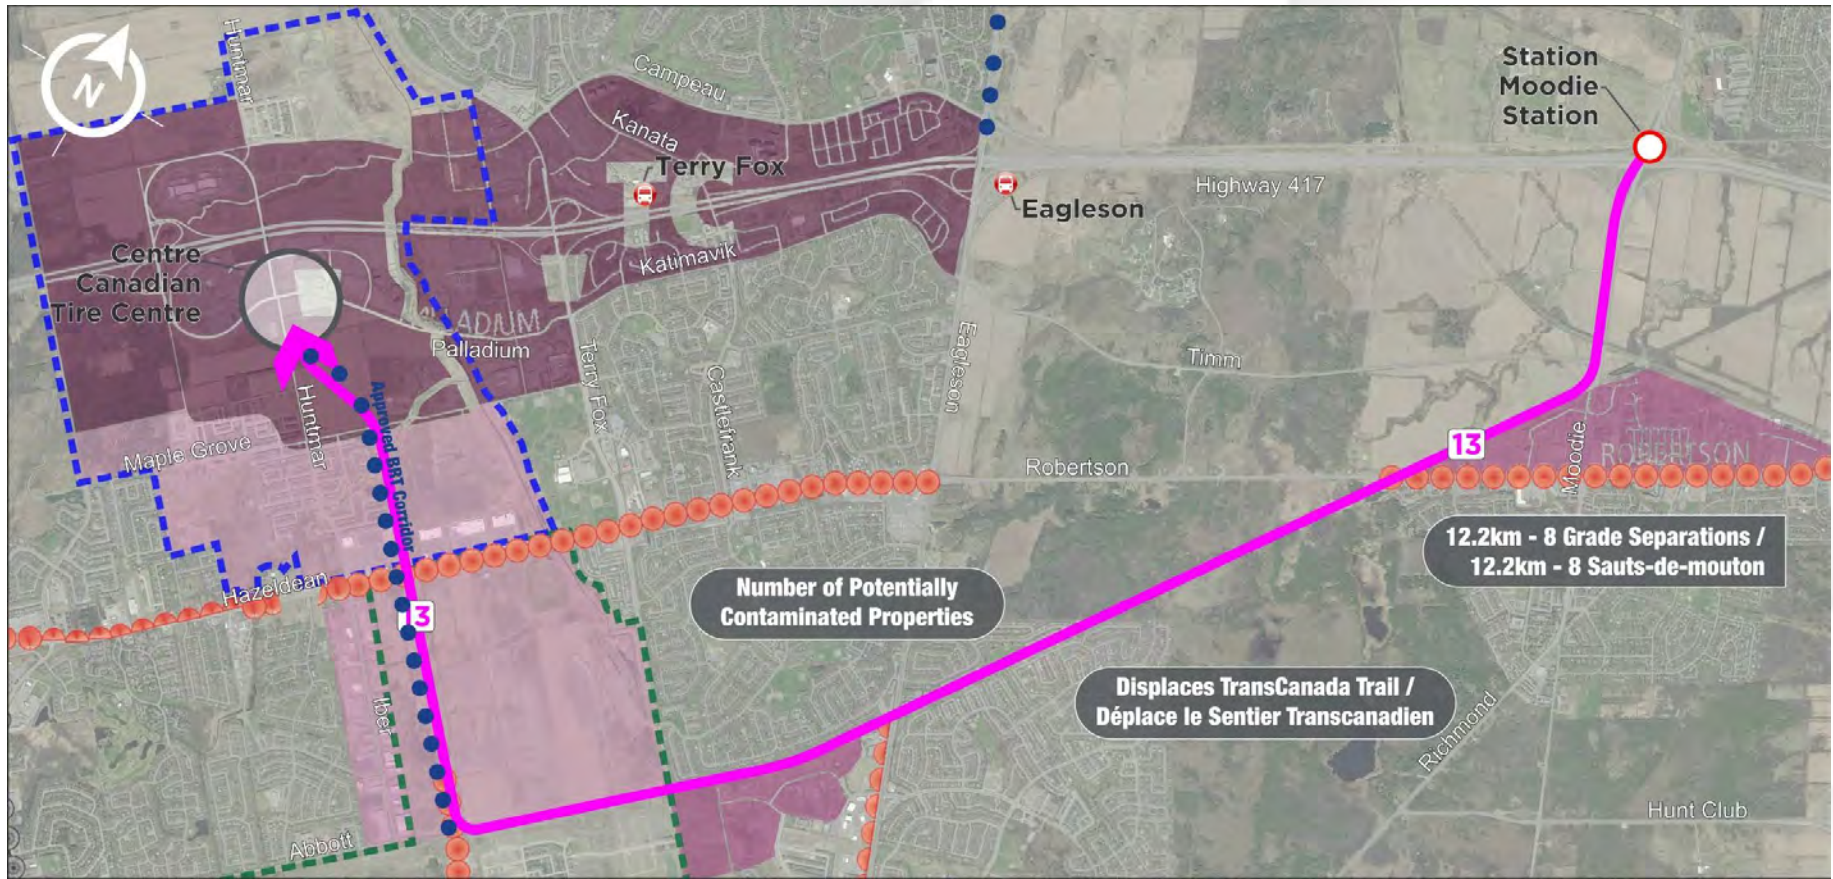 N
Huntmar
Campeau
Kanata
Terry Fox
Eagleson
Station
Moodie
Station
Highway 417
Centre
Canadian
Tire Centre
Katimavik
Palladium
Huntmar
Approved BRT Corridor
Terry Fox
Castlefrank
Eagleson
Timm
Maple Grove
Robertson
13
Moodie
ROBERTSON
Hazeldean
12.2km - 8 Grade Separations /
12.2km - 8 Sauts-de-mouton
Number of Potentially
Contaminated Properties
13
Iber
Displaces TransCanada Trail /
Déplace le Sentier Transcanadien
Richmond
Hunt Club
Abbott